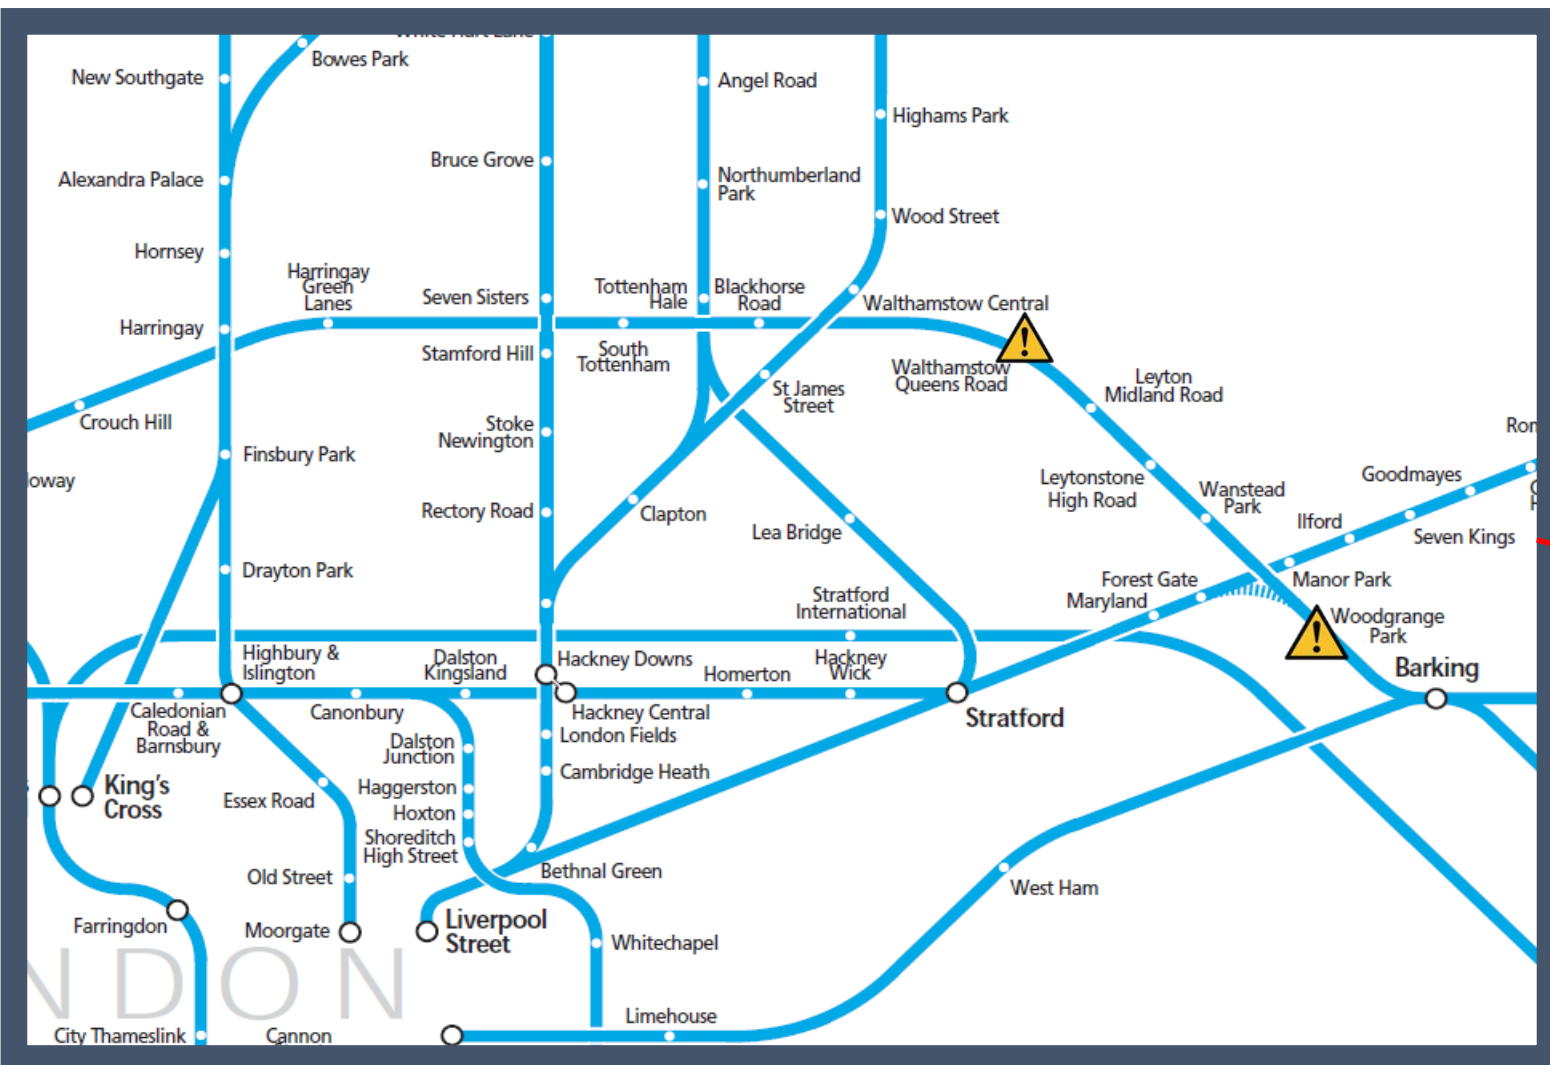 White Hart Lane
Bowes Park
New Southgate
Angel Road
Highams Park
Bruce Grove
Alexandra Palace
Northumberland
Park
Wood Street
Hornsey
Harringay
Green
Lanes
Seven Sisters
Tottenham
Hale
Blackhorse
Road
Walthamstow Central
Harringay
Stamford Hill
South
Tottenham
Walthamstow
Queens Road
Leyton
Midland Road
St James
Street
Crouch Hill
Stoke
Newington
Finsbury Park
Ron
oway
Goodmayes
Leytonstone
High Road
Wanstead
Park
Rectory Road
Clapton
Ilford
Seven Kings
Lea Bridge
Drayton Park
Forest Gate
Manor Park
Maryland
Stratford
International
Woodgrange
Park
Highbury &
Islington
Dalston
Kingsland
Hackney Downs
Homerton
Hackney
Wick
Barking
Caledonian
Road &
Barnsbury
Canonbury
Hackney Central
Stratford
London Fields
Dalston
Junction
Cambridge Heath
King's
Cross
Essex Road
Haggerston
Hoxton
Shoreditch
High Street
Bethnal Green
Old Street
West Ham
Farringdon
Moorgate
Liverpool
Street
Whitechapel
NDON
City Thameslink
Cannon
Limehouse